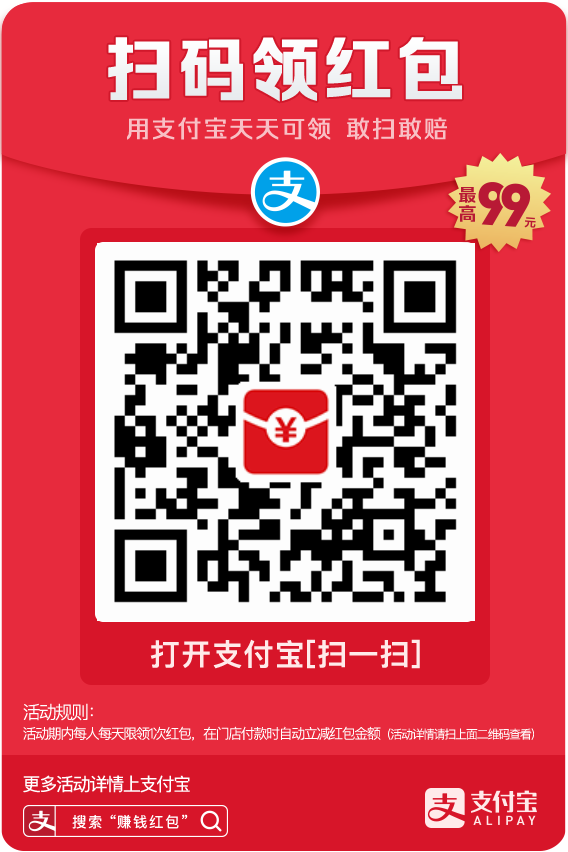 扫码领红包
用支付宝天天可领 敢扫敢赔
支
最高99元
¥
打开支付宝[扫一扫]
活动规则：
活动期内每人每天限领1次红包，在门店付款时自动立减红包金额（活动详情请扫上面二维码查看）
更多活动详情上支付宝
支 搜索“赚钱红包”
支 支付宝
ALIPAY